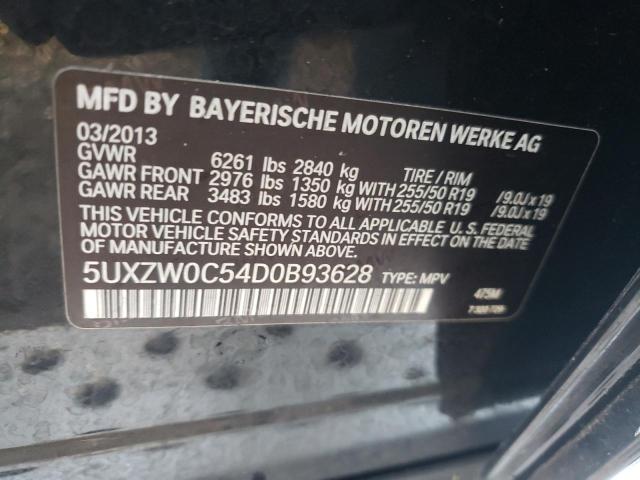 MFD BY BAYERISCHE MOTOREN WERKE AG
03/2013
GVWR 6261 lbs 2840 kg TIRE / RIM
GAWR FRONT 2976 lbs 1350 kg WITH 255/50 R19 /9.0J x 19
GAWR REAR 3483 lbs 1580 kg WITH 255/50 R19 /9.0J x 19
THIS VEHICLE CONFORMS TO ALL APPLICABLE U.S. FEDERAL
MOTOR VEHICLE SAFETY STANDARDS IN EFFECT ON THE DATE
OF MANUFACTURE SHOWN ABOVE.
5UXZW0C54D0B93628 TYPE: MPV
475M